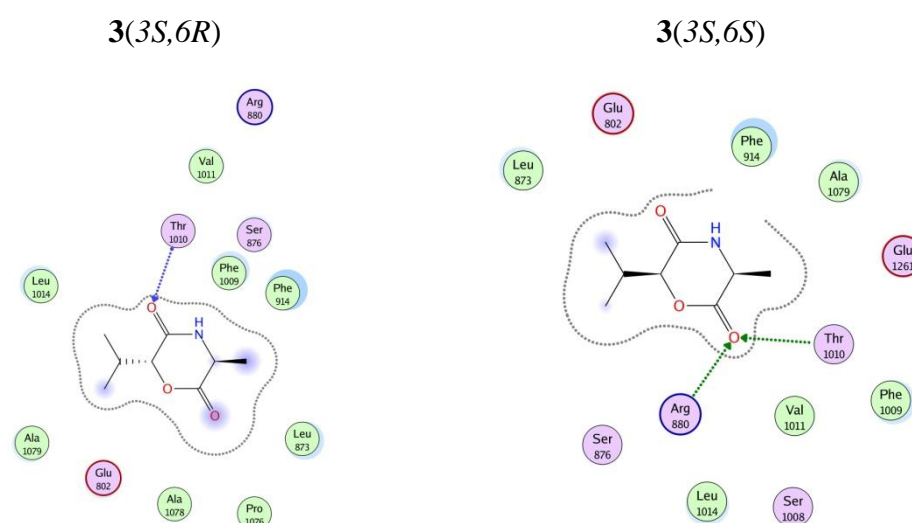 3(3S,6R)
Arg
880
Val
1011
Thr
1010
Ser
876
Phe
1009
Phe
914
Leu
1014
O
H
N
O
O
Leu
873
Ala
1079
Glu
802
Ala
1078
Pro
1076
3(3S,6S)
Glu
802
Phe
914
Leu
873
Ala
1079
Glu
1261
O
H
N
O
O
Thr
1010
Arg
880
Val
1011
Phe
1009
Ser
876
Leu
1014
Ser
1008